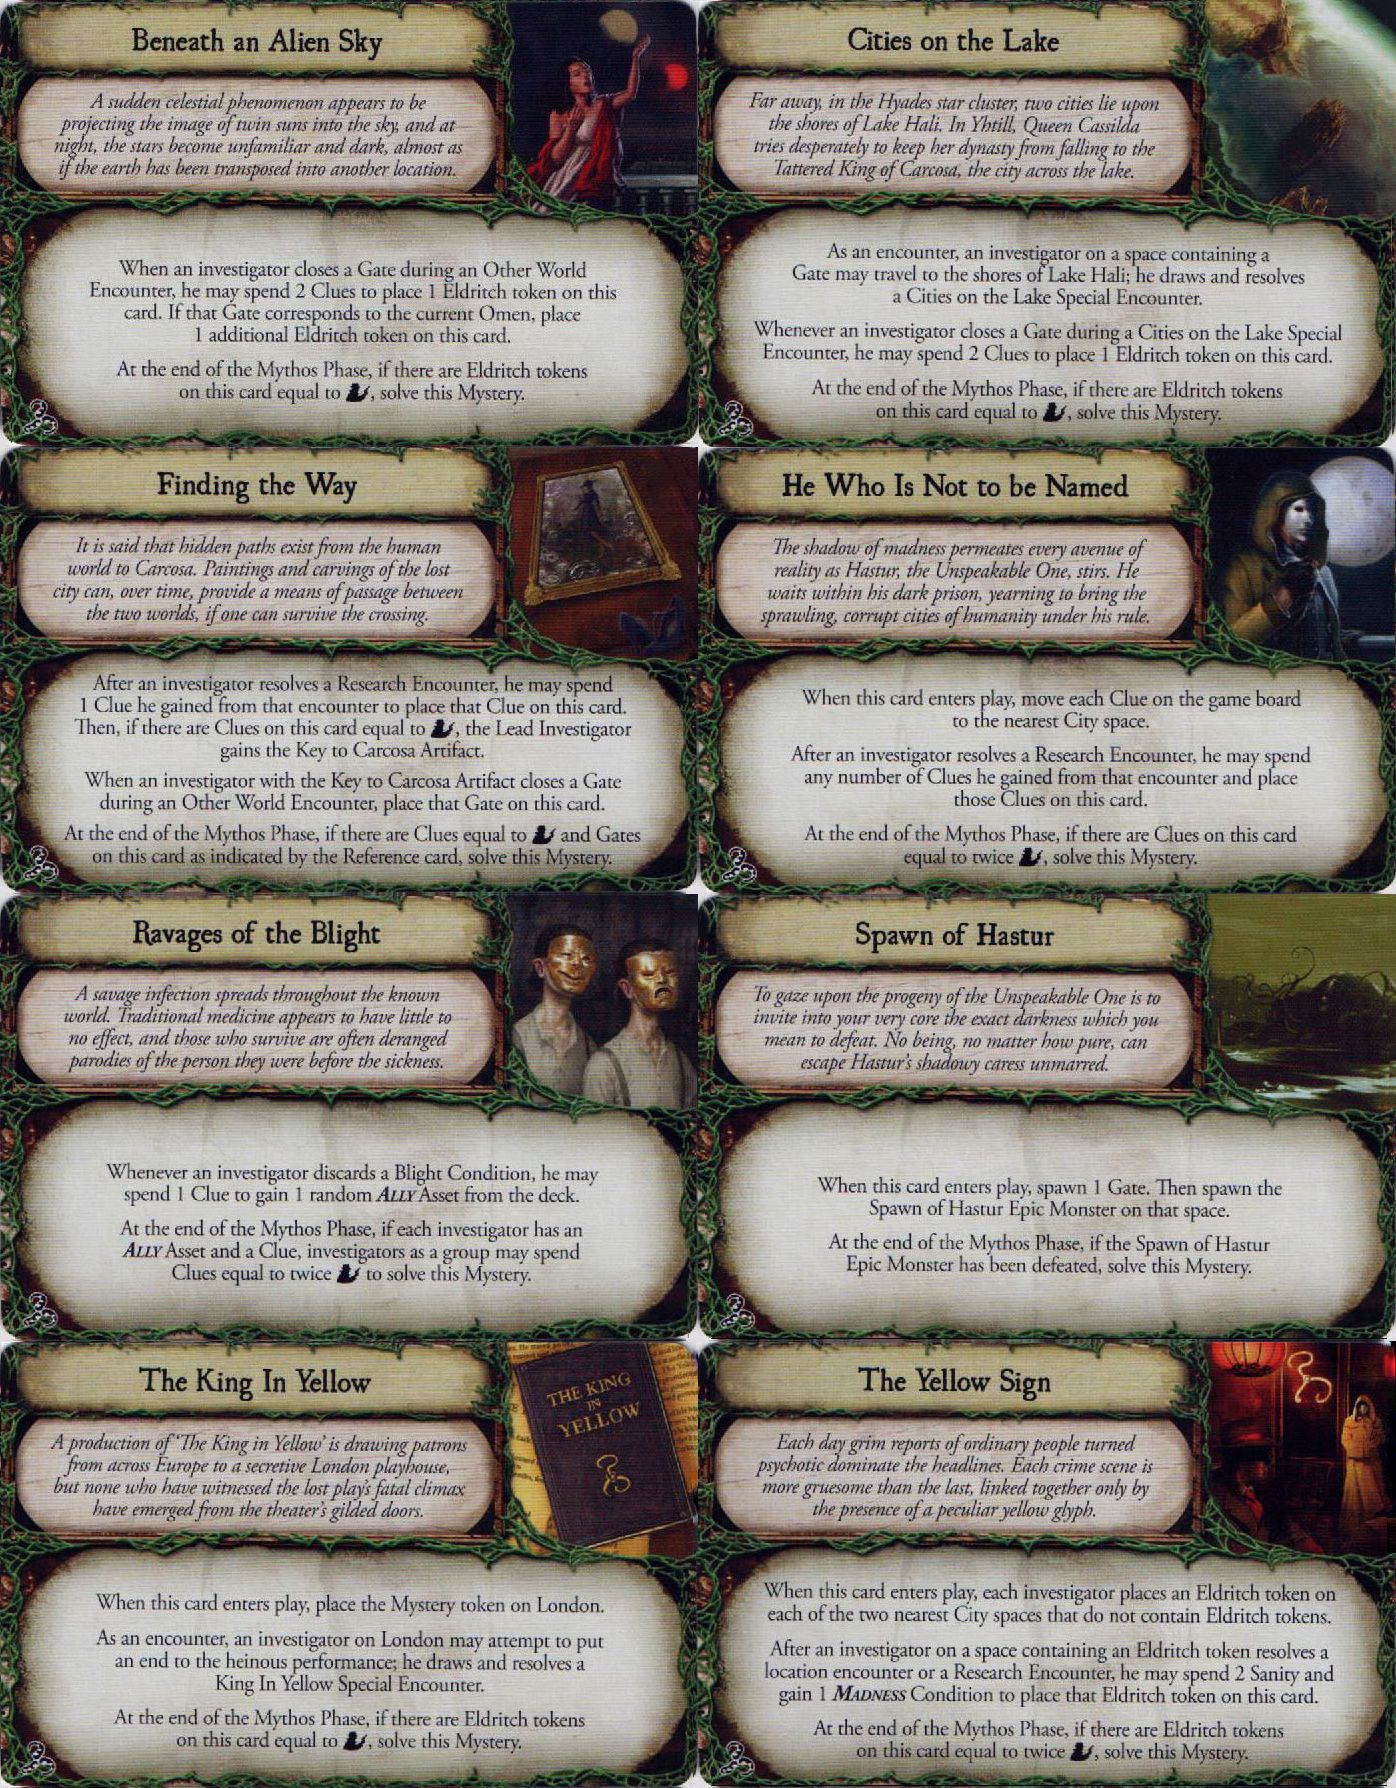 Beneath an Alien Sky
A sudden celestial phenomenon appears to be
projecting the image of twin suns into the sky, and at
night, the stars become unfamiliar and dark, almost as
if the earth has been transposed into another location.
When an investigator closes a Gate during an Other World
Encounter, he may spend 2 Clues to place 1 Eldritch token on this
card. If that Gate corresponds to the current Omen, place
1 additional Eldritch token on this card.
At the end of the Mythos Phase, if there are Eldritch tokens
on this card equal to , solve this Mystery.
Cities on the Lake
Far away, in the Hyades star cluster, two cities lie upon
the shores of Lake Hali. In Yhtill, Queen Cassilda
tries desperately to keep her dynasty from falling to the
Tattered King of Carcosa, the city across the lake.
As an encounter, an investigator on a space containing a
Gate may travel to the shores of Lake Hali; he draws and resolves
a Cities on the Lake Special Encounter.
Whenever an investigator closes a Gate during a Cities on the Lake Special
Encounter, he may spend 2 Clues to place 1 Eldritch token on this card.
At the end of the Mythos Phase, if there are Eldritch tokens
on this card equal to , solve this Mystery.
Finding the Way
It is said that hidden paths exist from the human
world to Carcosa. Paintings and carvings of the lost
city can, over time, provide a means of passage between
the two worlds, if one can survive the crossing.
After an investigator resolves a Research Encounter, he may spend
1 Clue he gained from that encounter to place that Clue on this card.
Then, if there are Clues on this card equal to , the Lead Investigator
gains the Key to Carcosa Artifact.
When an investigator with the Key to Carcosa Artifact closes a Gate
during an Other World Encounter, place that Gate on this card.
At the end of the Mythos Phase, if there are Clues equal to and Gates
on this card as indicated by the Reference card, solve this Mystery.
He Who Is Not to be Named
The shadow of madness permeates every avenue of
reality as Hastur, the Unspeakable One, stirs. He
waits within his dark prison, yearning to bring the
sprawling, corrupt cities of humanity under his rule.
When this card enters play, move each Clue on the game board
to the nearest City space.
After an investigator resolves a Research Encounter, he may spend
any number of Clues he gained from that encounter and place
those Clues on this card.
At the end of the Mythos Phase, if there are Clues on this card
equal to twice , solve this Mystery.
Ravages of the Blight
A savage infection spreads throughout the known
world. Traditional medicine appears to have little to
no effect, and those who survive are often deranged
parodies of the person they were before the sickness.
Whenever an investigator discards a Blight Condition, he may
spend 1 Clue to gain 1 random ALLY Asset from the deck.
At the end of the Mythos Phase, if each investigator has an
ALLY Asset and a Clue, investigators as a group may spend
Clues equal to twice to solve this Mystery.
Spawn of Hastur
To gaze upon the progeny of the Unspeakable One is to
invite into your very core the exact darkness which you
mean to defeat. No being, no matter how pure, can
escape Hastur's shadowy caress unmarred.
When this card enters play, spawn 1 Gate. Then spawn the
Spawn of Hastur Epic Monster on that space.
At the end of the Mythos Phase, if the Spawn of Hastur
Epic Monster has been defeated, solve this Mystery.
The King In Yellow
A production of 'The King in Yellow' is drawing patrons
from across Europe to a secretive London playhouse,
but none who have witnessed the lost play's fatal climax
have emerged from the theater's gilded doors.
THE KING
IN
YELLOW
When this card enters play, place the Mystery token on London.
As an encounter, an investigator on London may attempt to put
an end to the heinous performance; he draws and resolves a
King In Yellow Special Encounter.
At the end of the Mythos Phase, if there are Eldritch tokens
on this card equal to , solve this Mystery.
The Yellow Sign
Each day grim reports of ordinary people turned
psychotic dominate the headlines. Each crime scene is
more gruesome than the last, linked together only by
the presence of a peculiar yellow glyph.
When this card enters play, each investigator places an Eldritch token on
each of the two nearest City spaces that do not contain Eldritch tokens.
After an investigator on a space containing an Eldritch token resolves a
location encounter or a Research Encounter, he may spend 2 Sanity and
gain 1 MADNESS Condition to place that Eldritch token on this card.
At the end of the Mythos Phase, if there are Eldritch tokens
on this card equal to twice , solve this Mystery.